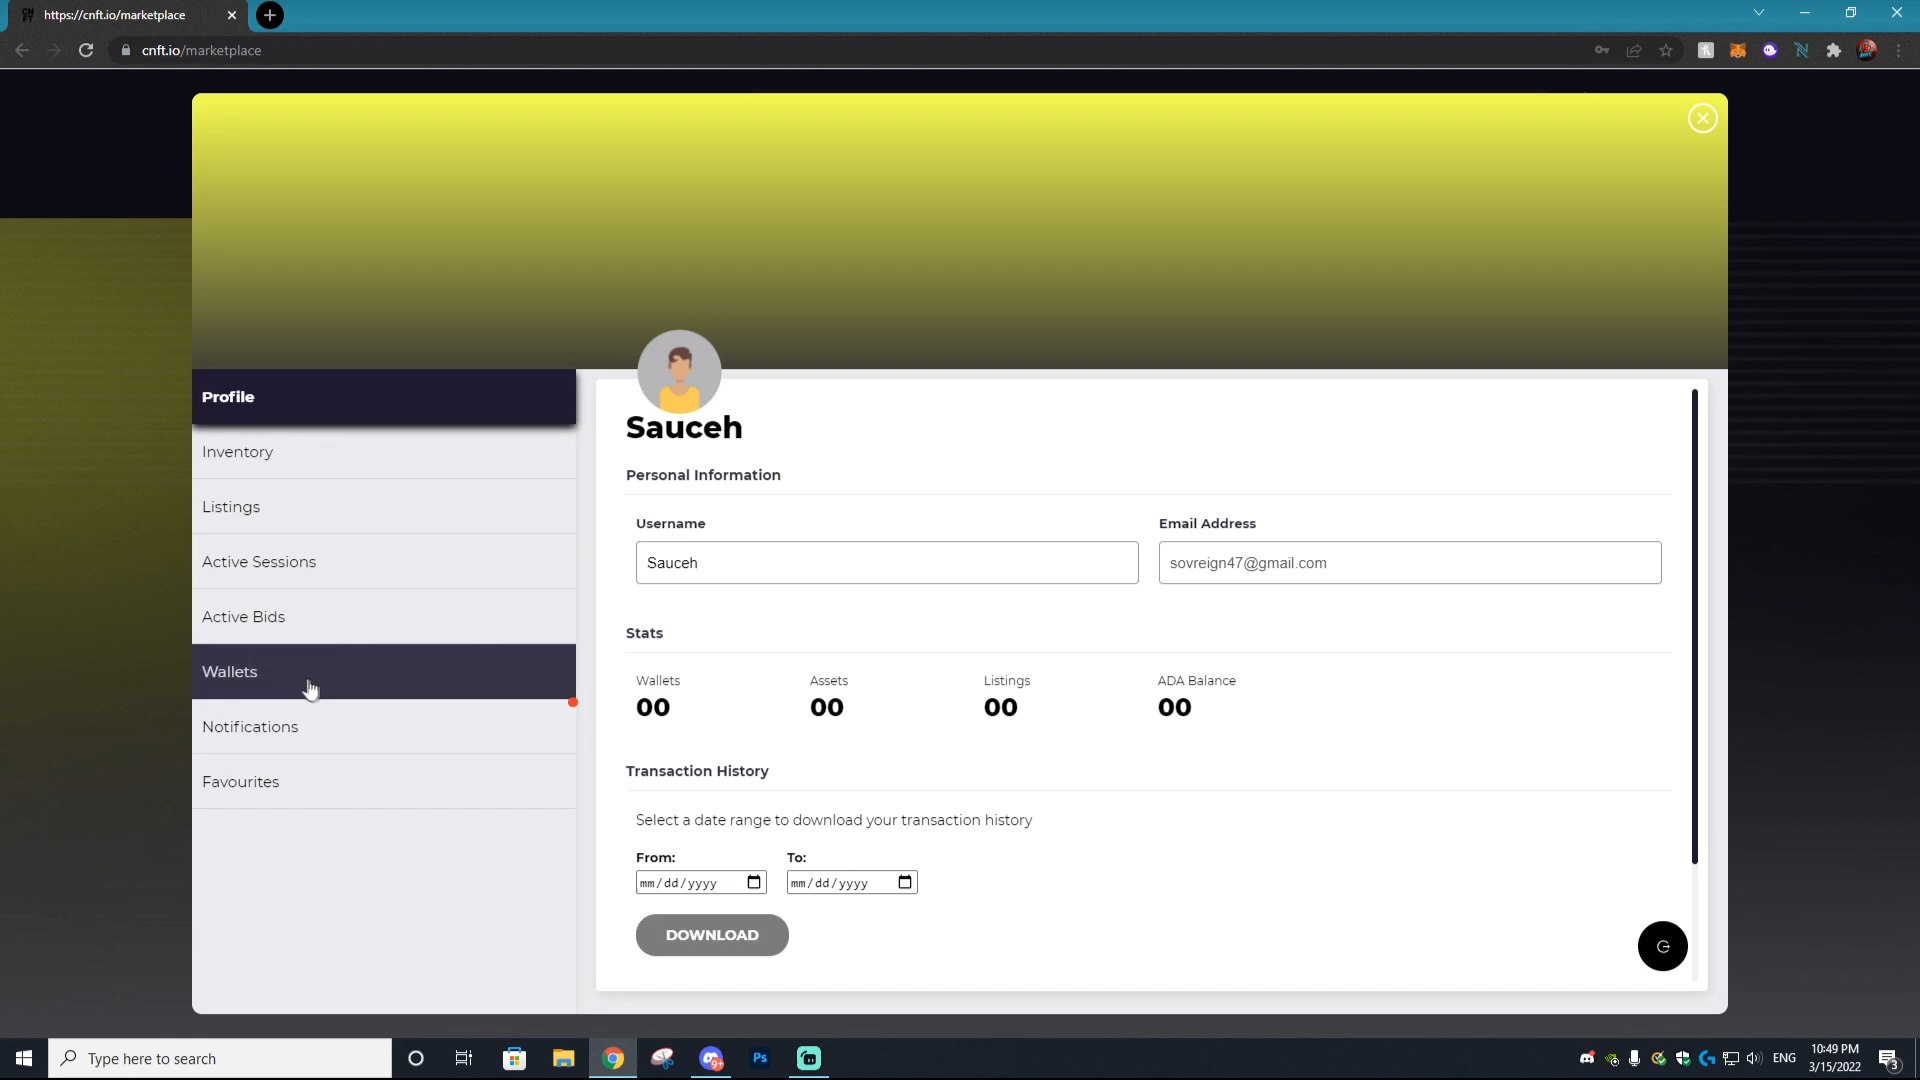 https://cnft.io/marketplace
cnft.io/marketplace
Profile
Inventory
Listings
Active Sessions
Active Bids
Wallets
Notifications
Favourites
Sauceh
Personal Information
Username
Email Address
Sauceh
sovreign47@gmail.com
Stats
Wallets
Assets
Listings
ADA Balance
00
00
00
00
Transaction History
Select a date range to download your transaction history
From:
To:
mm/dd/yyyy
mm/dd/yyyy
DOWNLOAD
Type here to search
9+
Ps
ENG
10:49 PM
3/15/2022
3